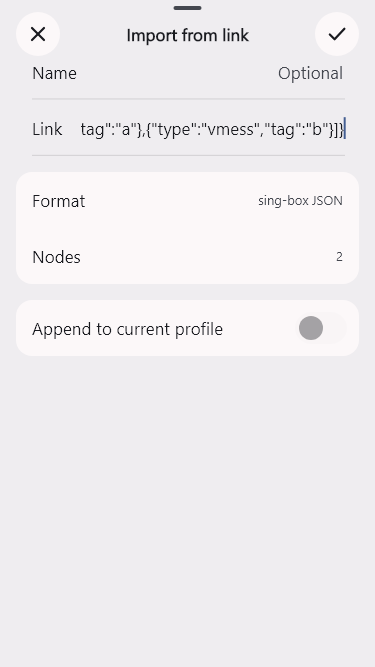 Import from link
Name Optional
Link tag":"a"},{"type":"vmess","tag":"b"}]}
Format sing-box JSON
Nodes 2
Append to current profile